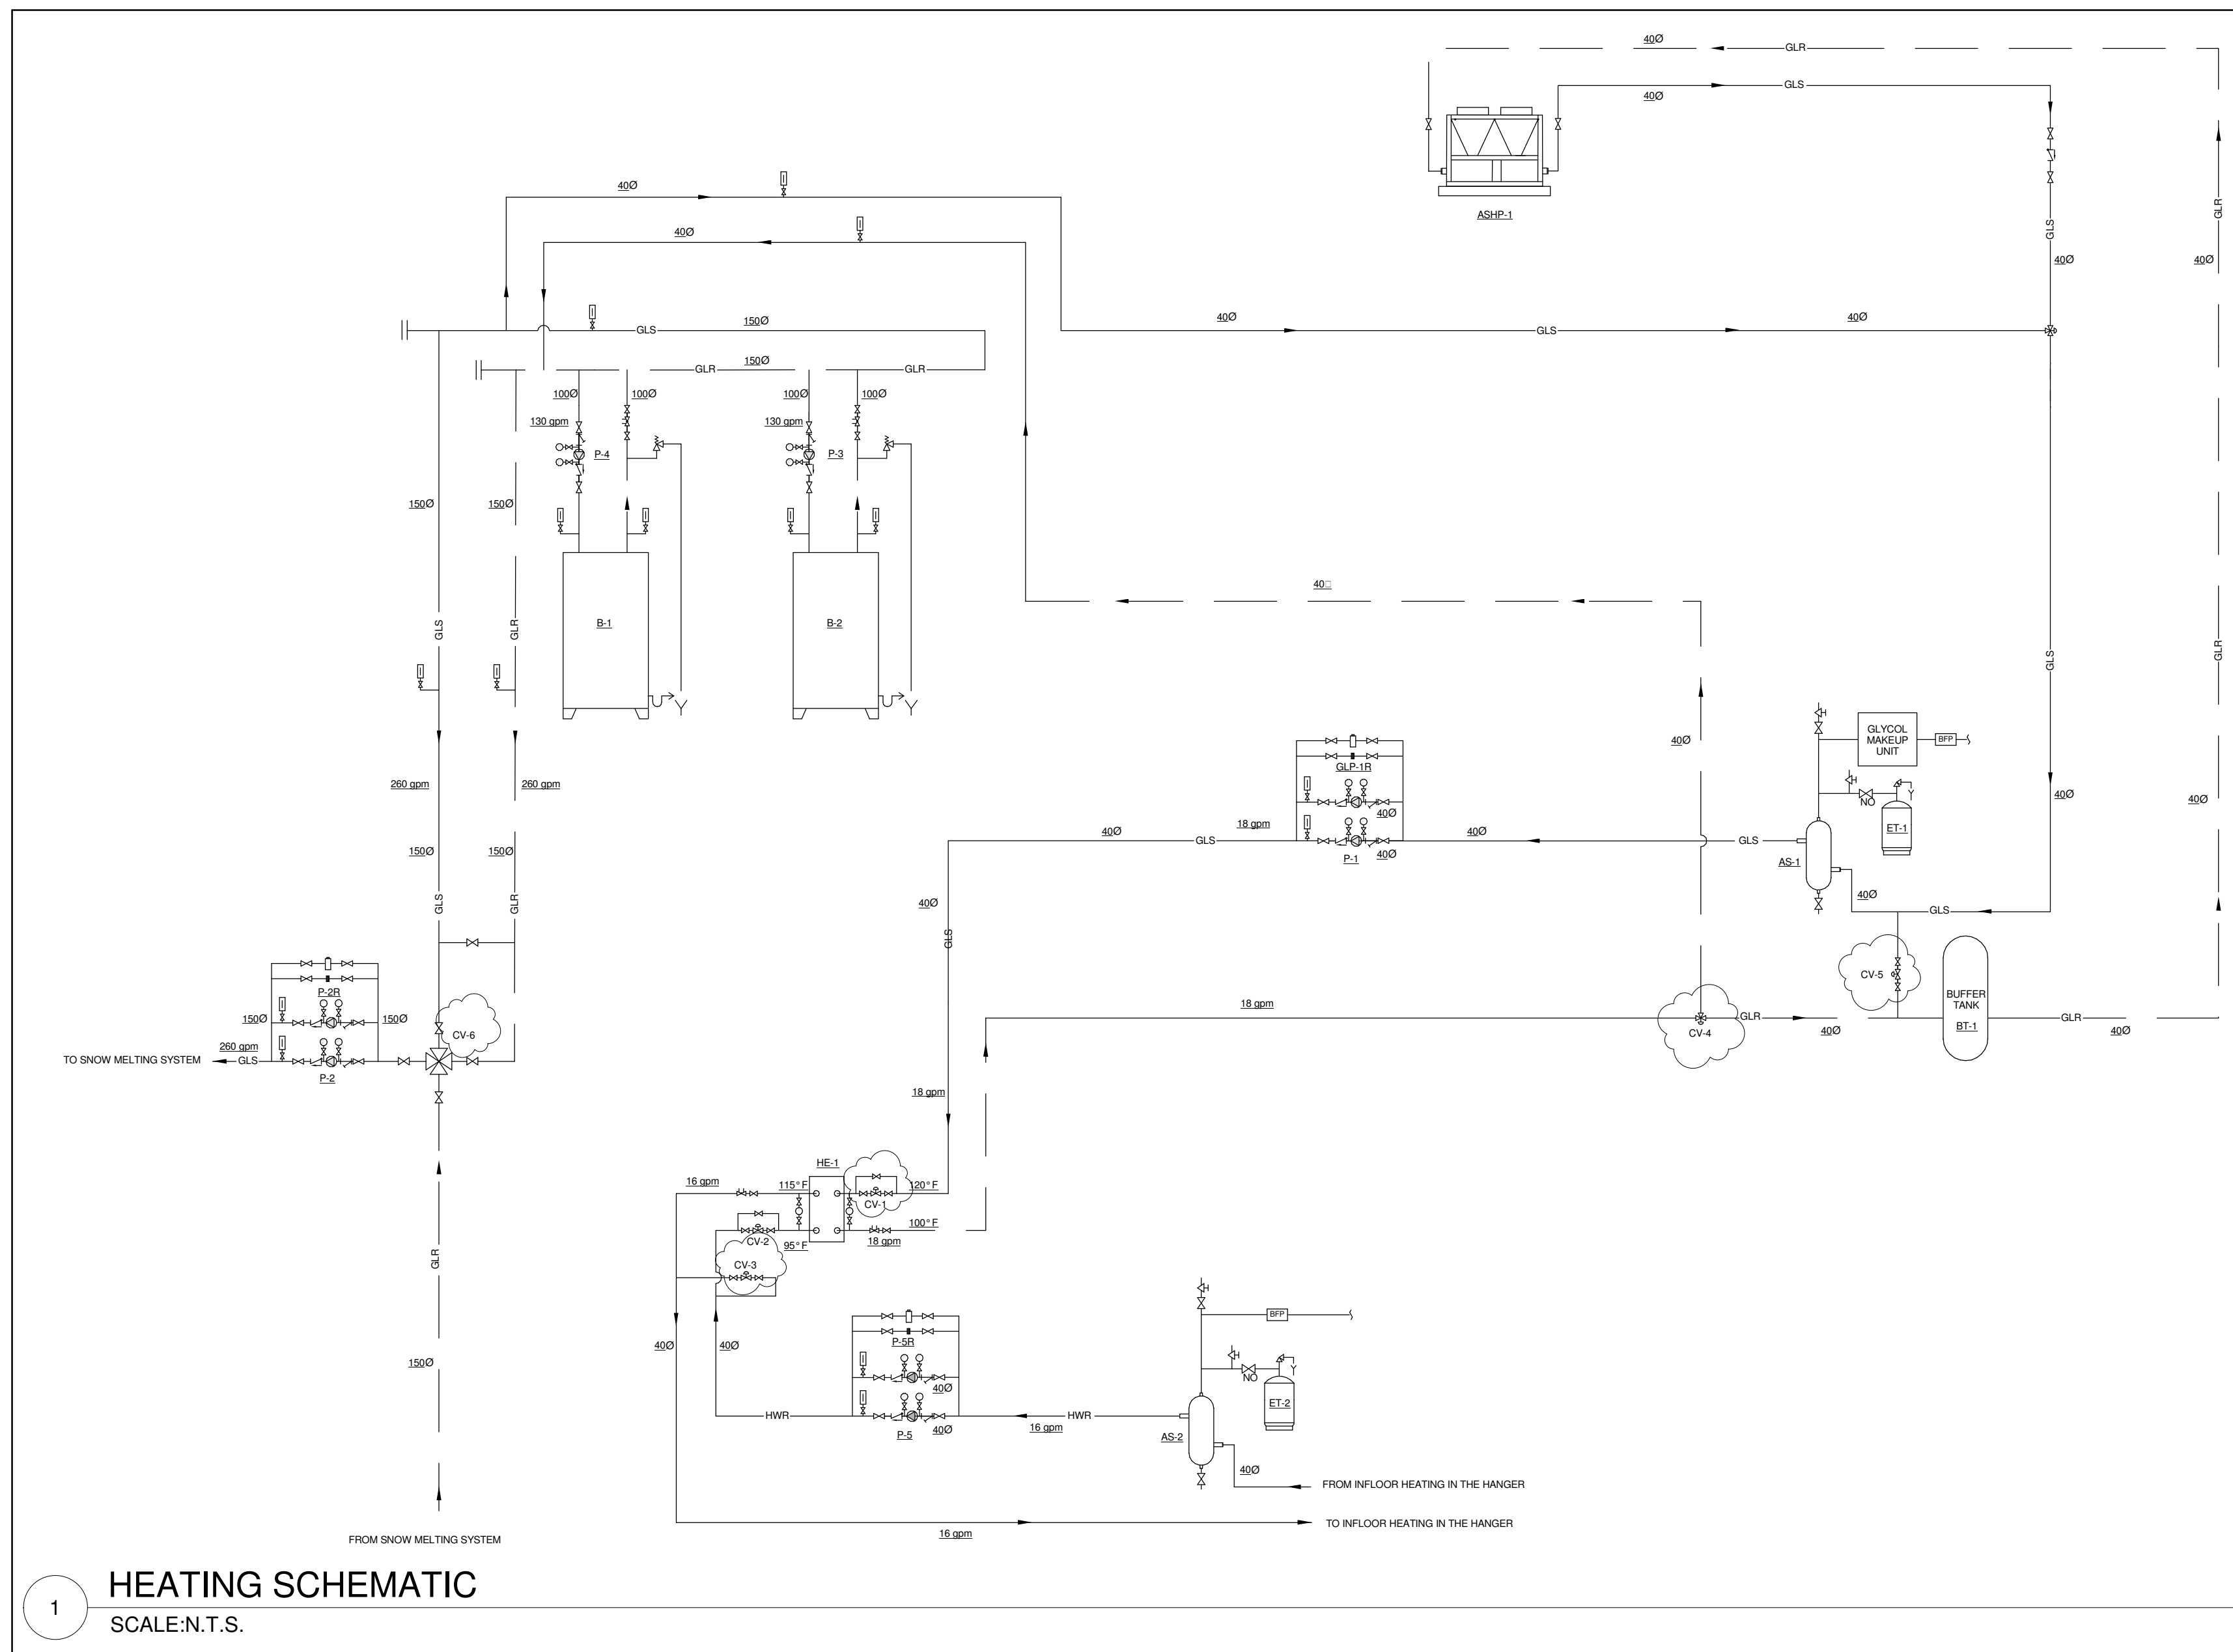 40Ø
GLR
GLS
40Ø
ASHP-1
GLR
GLS
40Ø
40Ø
40Ø
40Ø
GLS
150Ø
40Ø
GLS
40Ø
150Ø
GLR
GLR
100Ø
100Ø
100Ø
100Ø
130 gpm
130 gpm
P-4
P-3
150Ø
150Ø
GLS
GLR
B-1
B-2
40
GLS
GLR
40Ø
GLYCOL
MAKEUP
UNIT
BFP
NO
ET-1
40Ø
40Ø
260 gpm
260 gpm
GLP-1R
40Ø
18 gpm
40Ø
GLS
40Ø
P-1
40Ø
GLS
AS-1
40Ø
GLS
150Ø
150Ø
GLS
GLR
40Ø
GLS
CV-5
BUFFER
TANK
BT-1
P-2R
150Ø
150Ø
CV-6
260 gpm
TO SNOW MELTING SYSTEM
GLS
P-2
18 gpm
CV-4
GLR
40Ø
GLR
40Ø
18 gpm
HE-1
16 gpm
115° F
120° F
CV-1
100° F
CV-2
95° F
18 gpm
CV-3
GLR
150Ø
40Ø
40Ø
P-5R
40Ø
HWR
P-5
40Ø
HWR
16 gpm
BFP
NO
ET-2
AS-2
40Ø
FROM INFLOOR HEATING IN THE HANGER
16 gpm
TO INFLOOR HEATING IN THE HANGER
FROM SNOW MELTING SYSTEM
1
HEATING SCHEMATIC
SCALE:N.T.S.